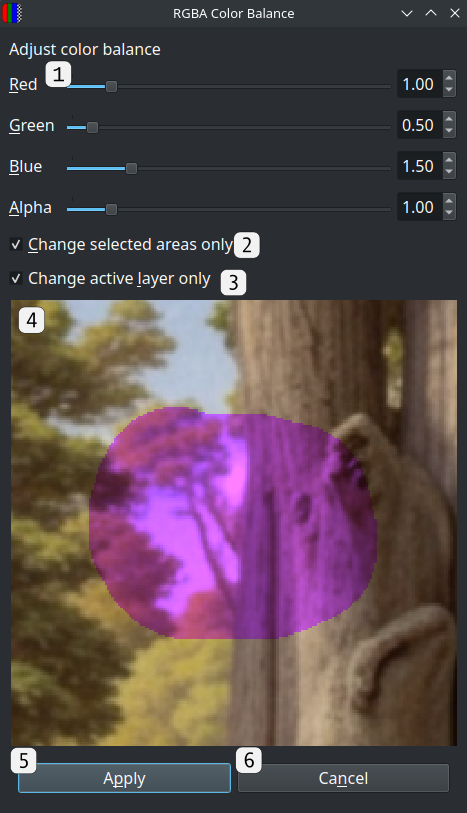 RGBA Color Balance
Adjust color balance
1
Red 1.00
Green 0.50
Blue 1.50
Alpha 1.00
Change selected areas only 2
Change active layer only 3
4
5 6
Apply Cancel